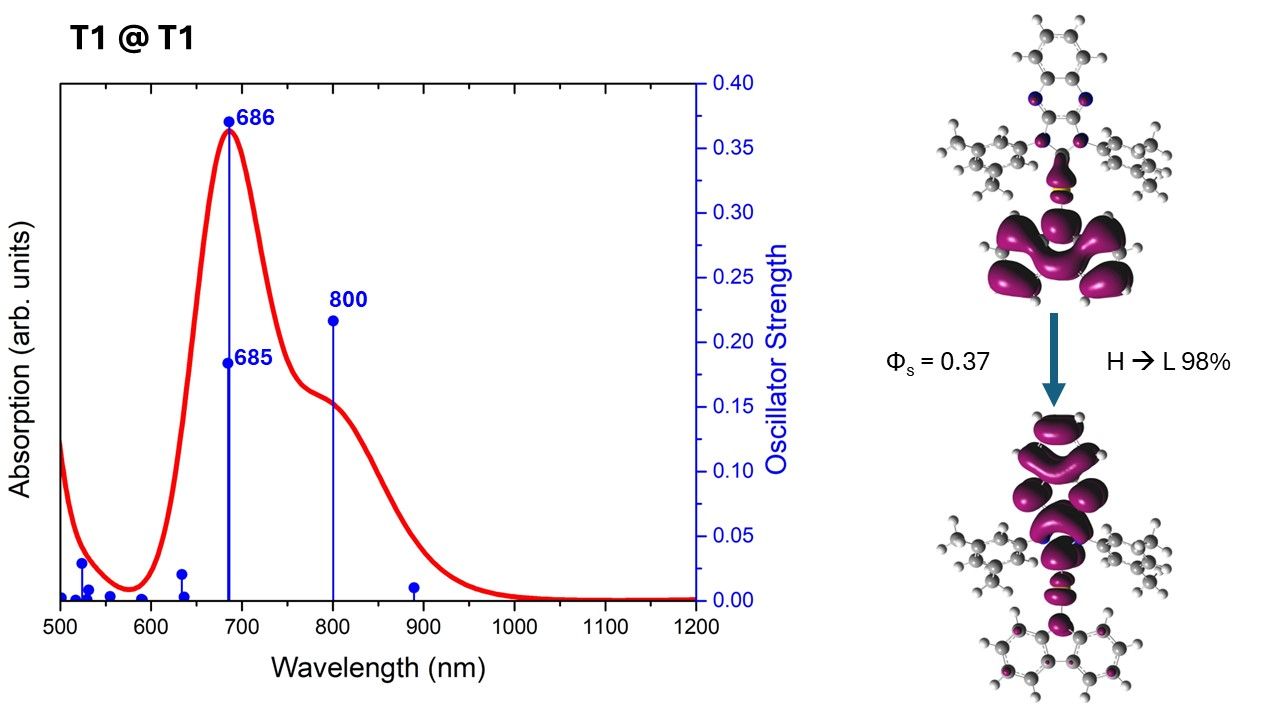 T1 @ T1
Absorption (arb. units)
Oscillator Strength
Wavelength (nm)
500 600 700 800 900 1000 1100 1200
0.40
0.35
0.30
0.25
0.20
0.15
0.10
0.05
0.00
686
800
685
Φs = 0.37
H → L 98%